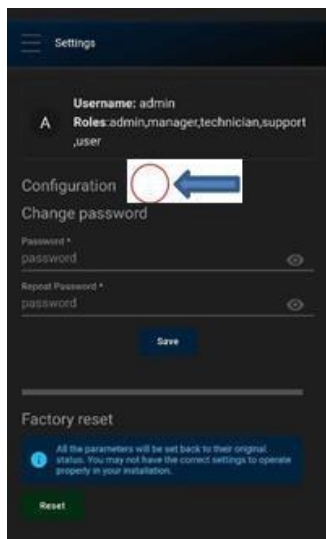 Settings
A
Username: admin
Roles:admin,manager,technician,support
,user
Configuration
Change password
Password *
password
Repeat Password *
password
Save
Factory reset
All the parameters will be set back to their original
status. You may not have the correct settings to operate
properly in your installation.
Reset